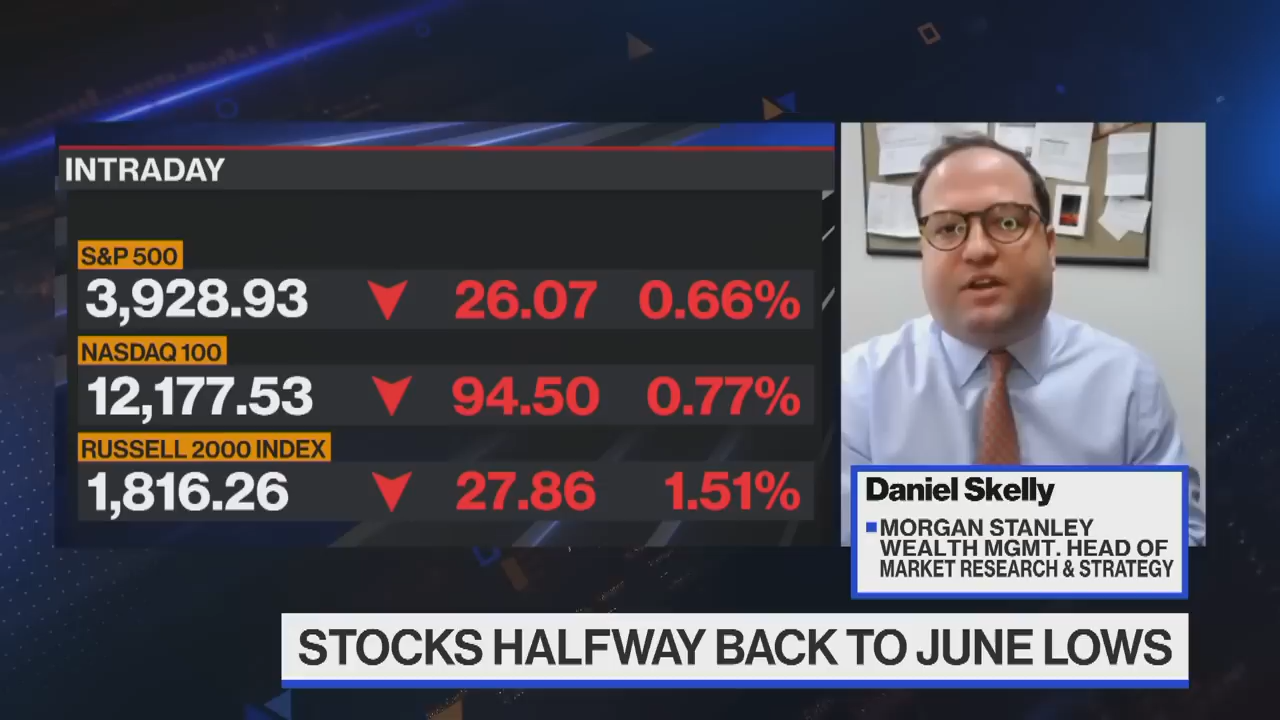 INTRADAY
S&P 500
3,928.93 26.07 0.66%
NASDAQ 100
12,177.53 94.50 0.77%
RUSSELL 2000 INDEX
1,816.26 27.86 1.51%
Daniel Skelly
MORGAN STANLEY
WEALTH MGMT. HEAD OF
MARKET RESEARCH & STRATEGY
STOCKS HALFWAY BACK TO JUNE LOWS